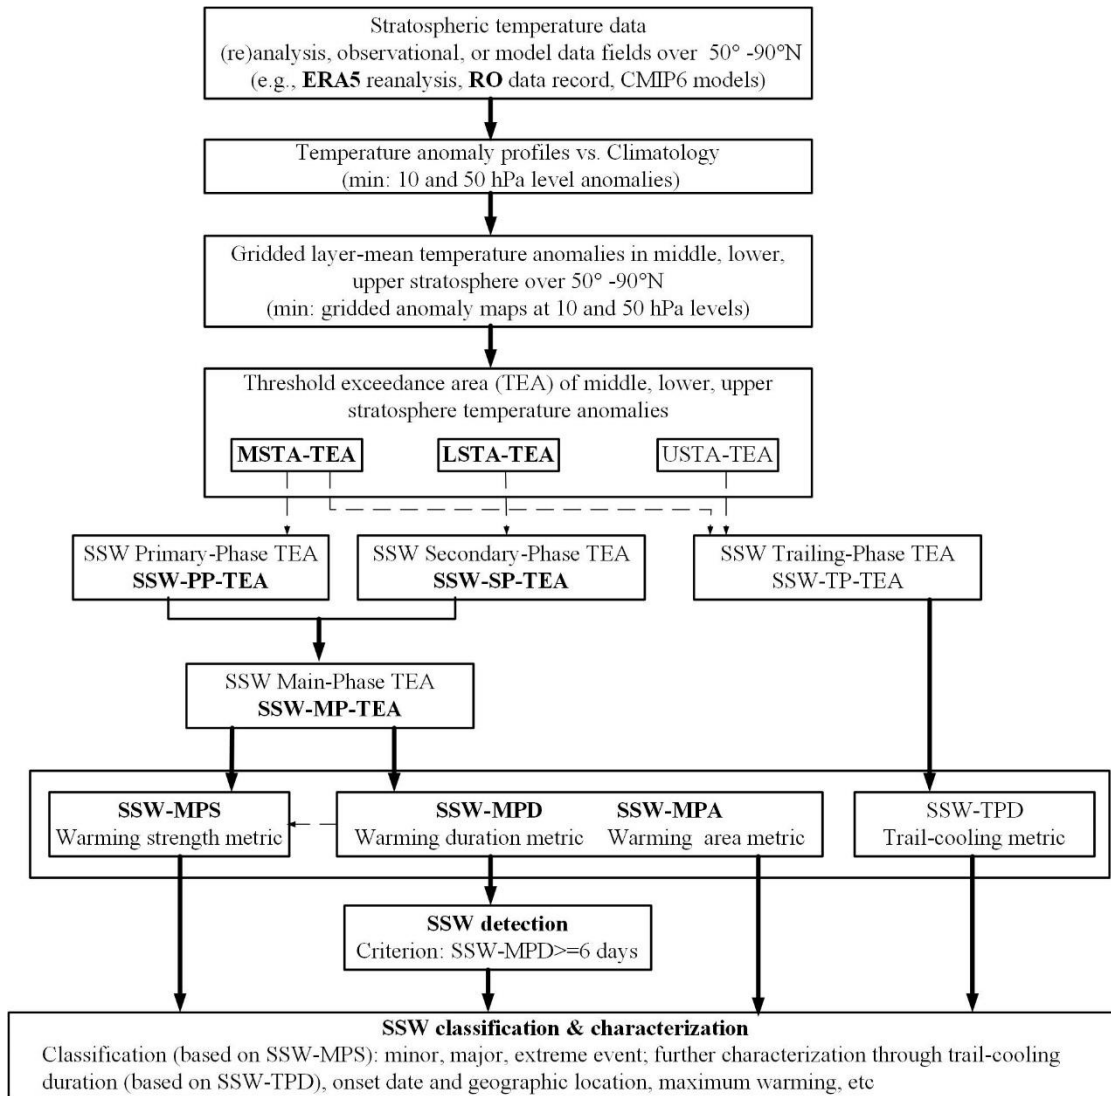 Stratospheric temperature data
(re)analysis, observational, or model data fields over 50° -90°N
(e.g., ERA5 reanalysis, RO data record, CMIP6 models)
Temperature anomaly profiles vs. Climatology
(min: 10 and 50 hPa level anomalies)
Gridded layer-mean temperature anomalies in middle, lower,
upper stratosphere over 50° -90°N
(min: gridded anomaly maps at 10 and 50 hPa levels)
Threshold exceedance area (TEA) of middle, lower, upper
stratosphere temperature anomalies
MSTA-TEA
LSTA-TEA
USTA-TEA
SSW Primary-Phase TEA
SSW-PP-TEA
SSW Secondary-Phase TEA
SSW-SP-TEA
SSW Trailing-Phase TEA
SSW-TP-TEA
SSW Main-Phase TEA
SSW-MP-TEA
SSW-MPS
Warming strength metric
SSW-MPD
Warming duration metric
SSW-MPA
Warming area metric
SSW-TPD
Trail-cooling metric
SSW detection
Criterion: SSW-MPD>=6 days
SSW classification & characterization
Classification (based on SSW-MPS): minor, major, extreme event; further characterization through trail-cooling
duration (based on SSW-TPD), onset date and geographic location, maximum warming, etc